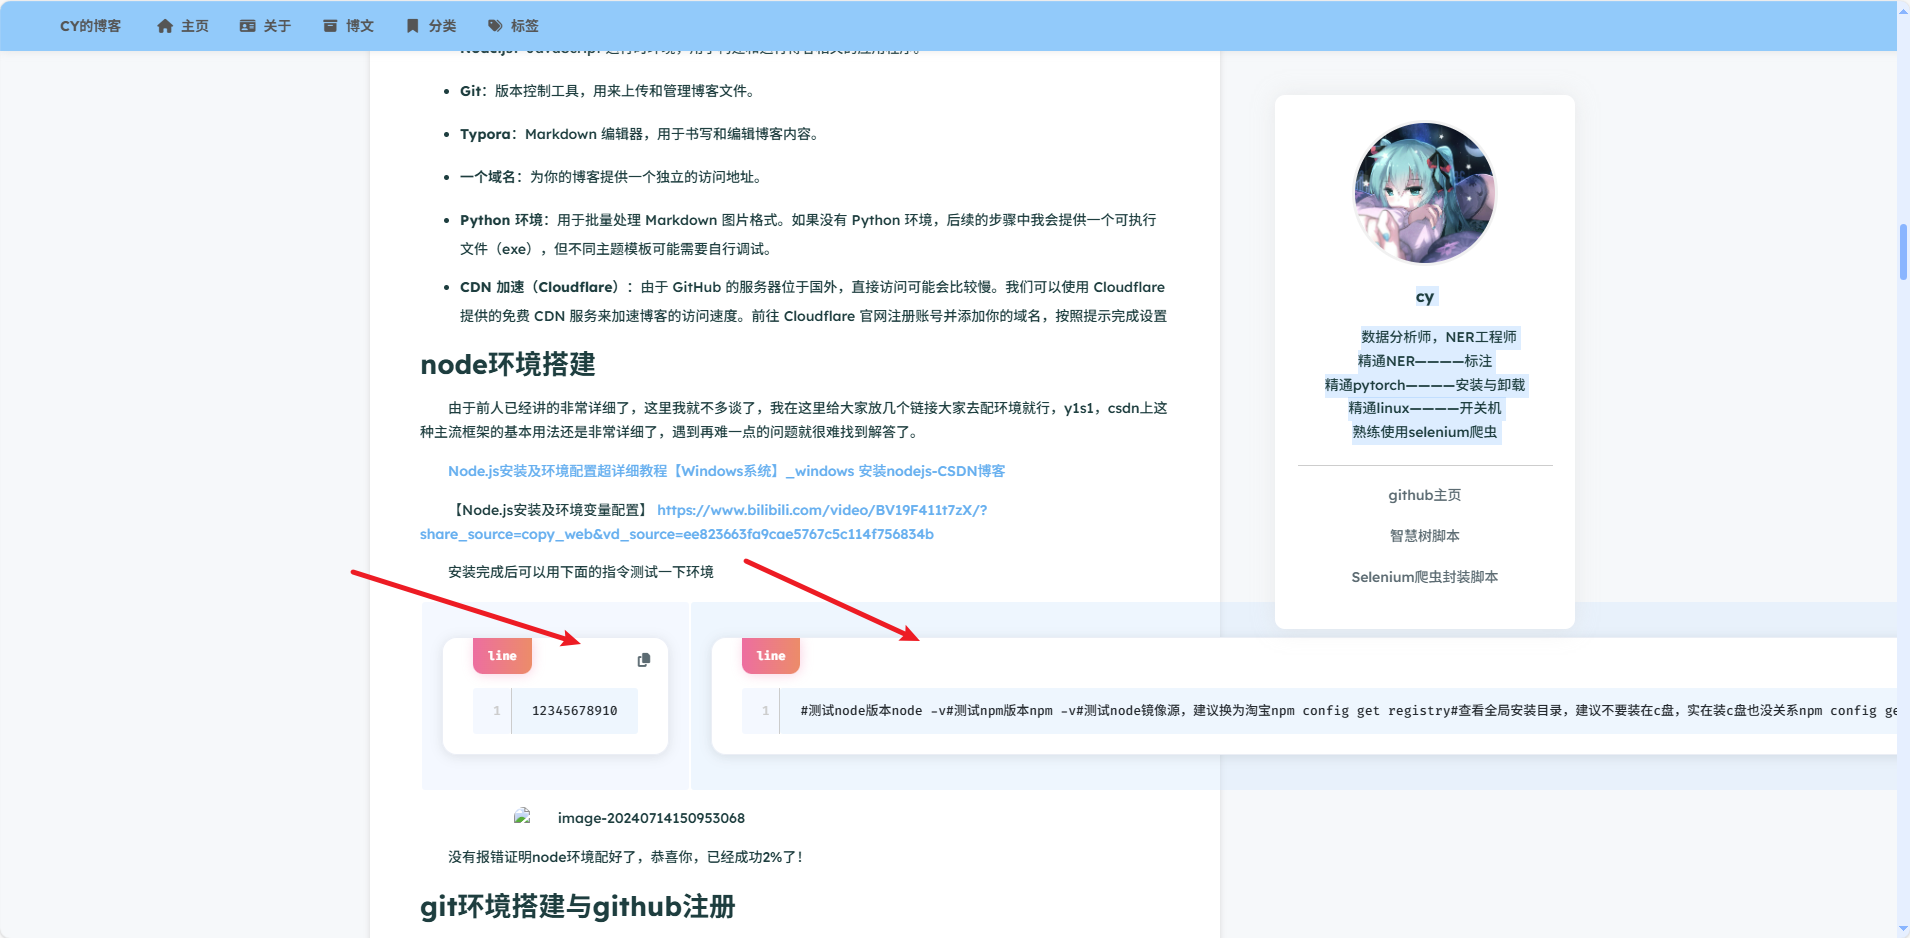 CY的博客 主页 关于 博文 分类 标签
Git：版本控制工具，用来上传和管理博客文件。
Typora：Markdown 编辑器，用于书写和编辑博客内容。
一个域名：为你的博客提供一个独立的访问地址。
Python 环境：用于批量处理 Markdown 图片格式。如果没有 Python 环境，后续的步骤中我会提供一个可执行
文件（exe），但不同主题模板可能需要自行调试。
CDN 加速（Cloudflare）：由于 GitHub 的服务器位于国外，直接访问可能会比较慢。我们可以使用 Cloudflare
提供的免费 CDN 服务来加速博客的访问速度。前往 Cloudflare 官网注册账号并添加你的域名，按照提示完成设置
node环境搭建
由于前人已经讲的非常详细了，这里我就不多谈了，我在这里给大家放几个链接大家去配环境就行，y1s1，csdn上这
种主流框架的基本用法还是非常详细了，遇到再难一点的问题就很难找到解答了。
Node.js安装及环境配置超详细教程【Windows系统】_windows 安装nodejs-CSDN博客
【Node.js安装及环境变量配置】 https://www.bilibili.com/video/BV19F411t7zX/?
share_source=copy_web&vd_source=ee823663fa9cae5767c5c114f756834b
安装完成后可以用下面的指令测试一下环境
line
1 12345678910
line
1 #测试node版本node -v#测试npm版本npm -v#测试node镜像源，建议换为淘宝npm config get registry#查看全局安装目录，建议不要装在c盘，实在装c盘也没关系npm config ge
image-20240714150953068
没有报错证明node环境配好了，恭喜你，已经成功2%了！
git环境搭建与github注册
cy
数据分析师，NER工程师
精通NER————标注
精通pytorch————安装与卸载
精通linux————开关机
熟练使用selenium爬虫
github主页
智慧树脚本
Selenium爬虫封装脚本